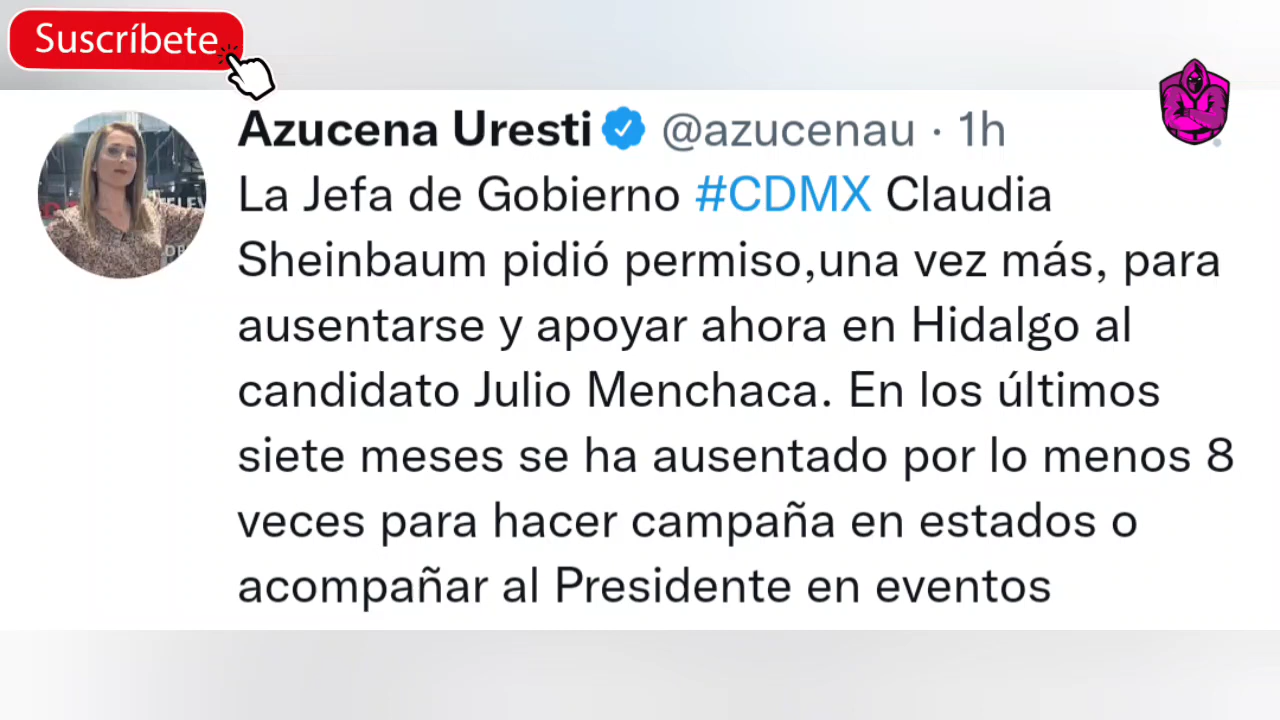 Suscríbete
Azucena Uresti @azucenau · 1h
La Jefa de Gobierno #CDMX Claudia
Sheinbaum pidió permiso,una vez más, para
ausentarse y apoyar ahora en Hidalgo al
candidato Julio Menchaca. En los últimos
siete meses se ha ausentado por lo menos 8
veces para hacer campaña en estados o
acompañar al Presidente en eventos